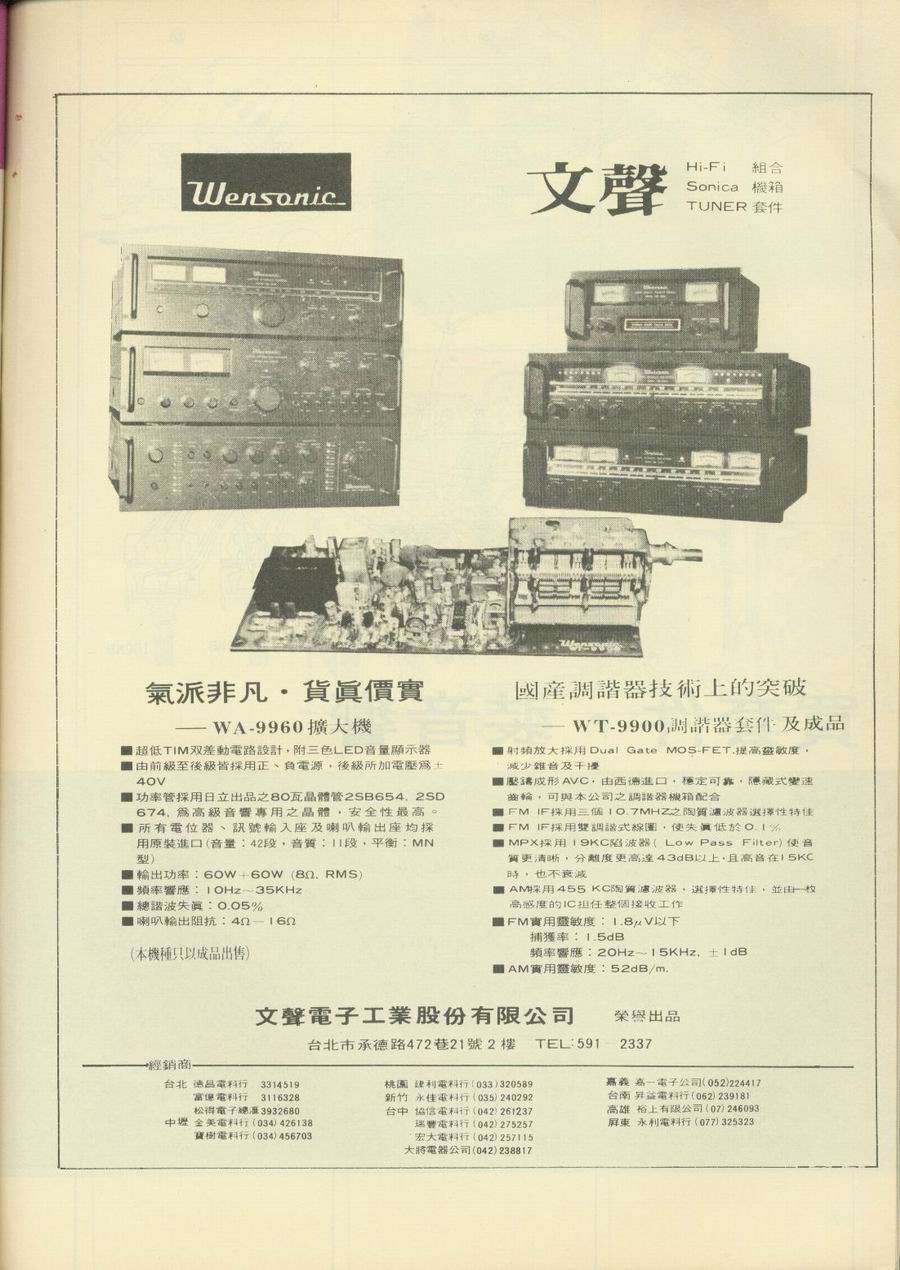 Wensonic
文聲
Hi-Fi 組合
Sonica 機箱
TUNER 套件
氣派非凡・貨眞價實
— WA-9960 擴大機
■超低TIM双差動電路設計，附三色LED音量顯示器
■由前級至後級皆採用正、負電源，後級所加電壓爲±
40V
■功率管採用日立出品之80瓦晶體管2SB654, 2SD
674, 爲高級音響專用之晶體，安全性最高。
■所有電位器、訊號輸入座及喇叭輸出座均採
用原裝進口(音量：42段，音質：11段，平衡：MN
型)
■輸出功率：60W+60W (8Ω, RMS)
■頻率響應：10Hz～35KHz
■總諧波失眞：0.05%
■喇叭輸出阻抗：4Ω—16Ω
(本機種只以成品出售)
國産調諧器技術上的突破
— WT-9900調諧器套件及成品
■射頻放大採用Dual Gate MOS-FET,提高靈敏度，
減少雜音及干擾
■壓鑄成形AVC，由西德進口，穩定可靠，隱藏式變速
齒輪，可與本公司之調諧器機箱配合
■FM IF採用三個10.7MHZ之陶質濾波器選擇性特佳
■FM IF採用雙調諧式線圈，使失眞低於0.1%
■MPX採用19KC陷波器( Low Pass Filter) 使音
質更清晰，分離度更高達43dB以上，且高音在15KC
時，也不衰減
■AM採用455 KC陶質濾波器，選擇性特佳，並由一枚
高感度的IC担任整個接收工作
■FM實用靈敏度：1.8μV以下
捕獲率：1.5dB
頻率響應：20Hz～15KHz, ±1dB
■AM實用靈敏度：52dB/m.
文聲電子工業股份有限公司 榮譽出品
台北市承德路472巷21號2樓 TEL:591 2337
經銷商
台北 德昌電料行 3314519
富億電料行 3116328
松得電子總滙3932680
中壢 金美電料行(034)426138
寶樹電料行(034)456703
桃園 諱利電料行(033)320589
新竹 永佳電料行(035)240292
台中 協信電料行(042)261237
瑞豐電料行(042)275257
宏大電料行(042)257115
大將電器公司(042)238817
嘉義 高一電子公司(052)224417
台南 昇益電料行(062)239181
高雄 裕上有限公司(07)246093
屏東 永利電料行(077)325323